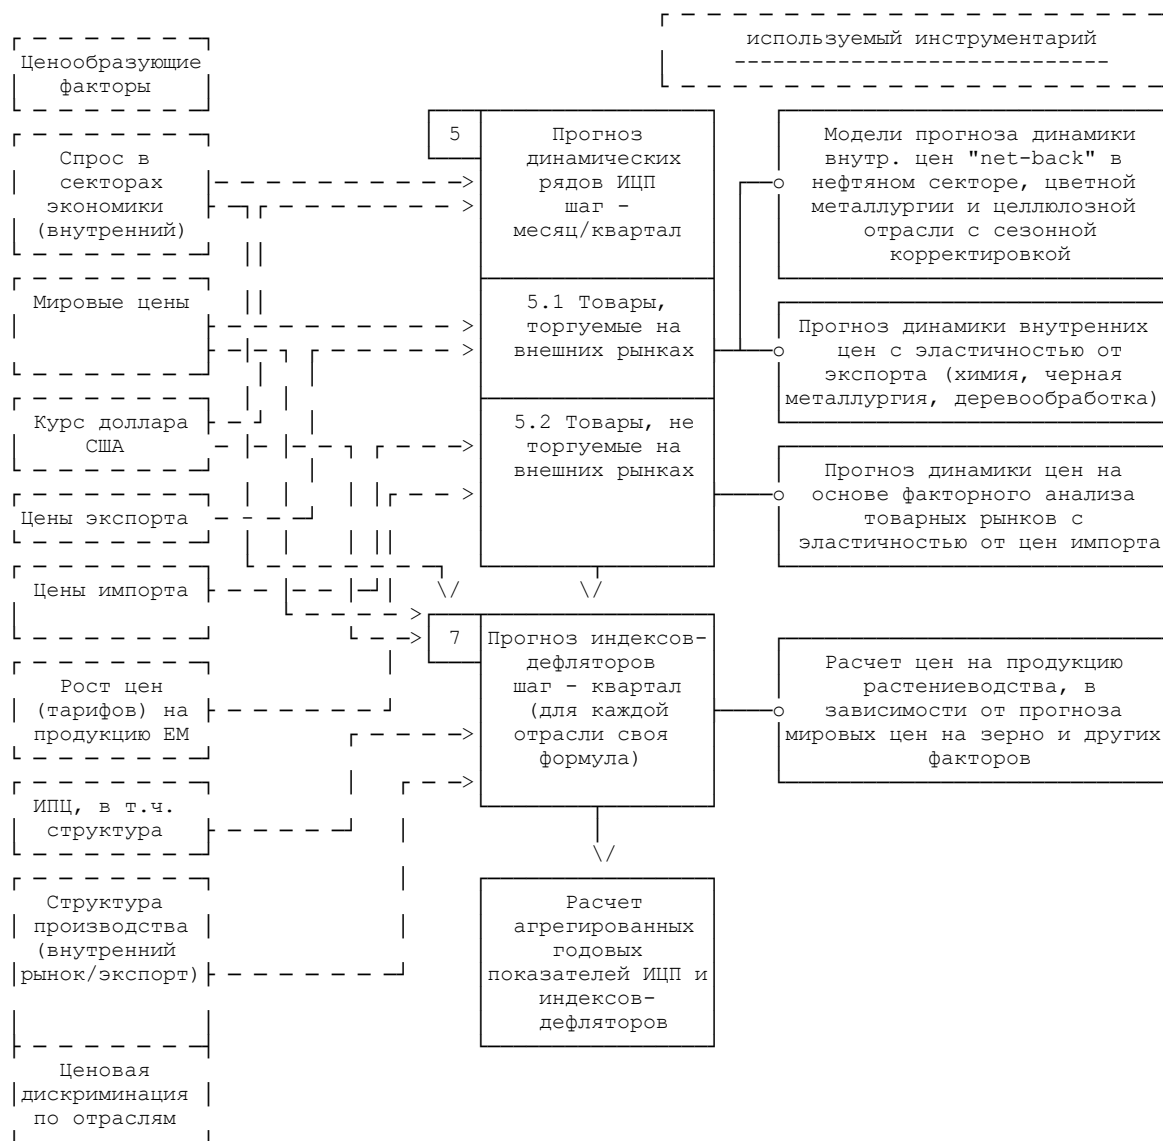 используемый инструментарий
Ценообразующие
факторы
Спрос в
секторах
экономики
(внутренний)
Мировые цены
Курс доллара
США
Цены экспорта
Цены импорта
Рост цен
(тарифов) на
продукцию ЕМ
ИПЦ, в т.ч.
структура
Структура
производства
(внутренний
рынок/экспорт)
Ценовая
дискриминация
по отраслям
5
Прогноз
динамических
рядов ИЦП
шаг -
месяц/квартал
5.1 Товары,
торгуемые на
внешних рынках
5.2 Товары, не
торгуемые на
внешних рынках
7
Прогноз индексов-
дефляторов
шаг - квартал
(для каждой
отрасли своя
формула)
Расчет
агрегированных
годовых
показателей ИЦП и
индексов-
дефляторов
Модели прогноза динамики
внутр. цен "net-back" в
нефтяном секторе, цветной
металлургии и целлюлозной
отрасли с сезонной
корректировкой
Прогноз динамики внутренних
цен с эластичностью от
экспорта (химия, черная
металлургия, деревообработка)
Прогноз динамики цен на
основе факторного анализа
товарных рынков с
эластичностью от цен импорта
Расчет цен на продукцию
растениеводства, в
зависимости от прогноза
мировых цен на зерно и других
факторов